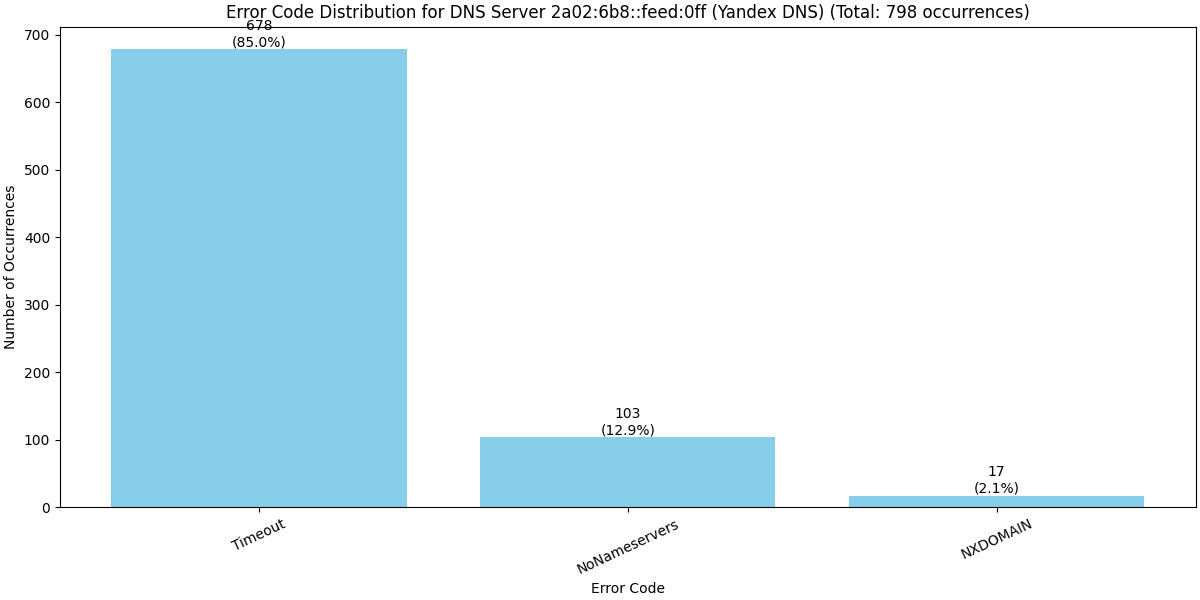 Error Code Distribution for DNS Server 2a02:6b8::feed:0ff (Yandex DNS) (Total: 798 occurrences)
678
(85.0%)
103
(12.9%)
17
(2.1%)
700
600
500
400
300
200
100
0
Number of Occurrences
Timeout
NoNameservers
NXDOMAIN
Error Code